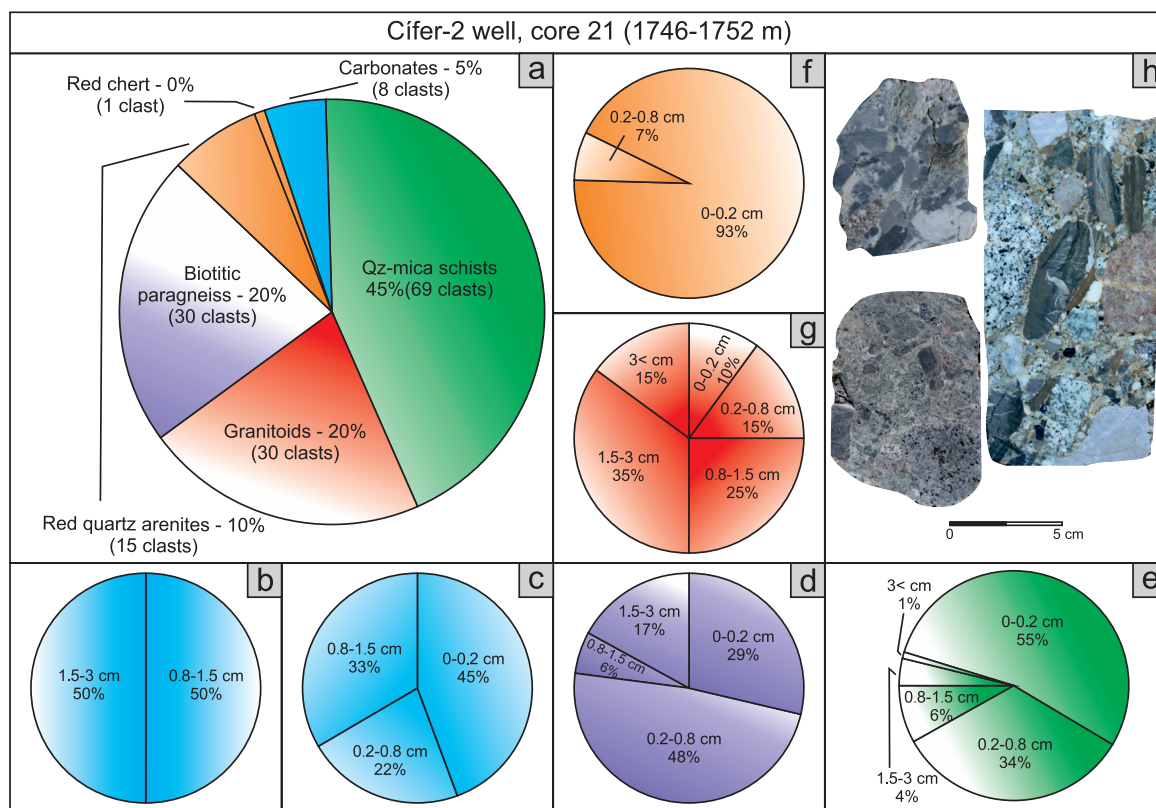 Cífer-2 well, core 21 (1746-1752 m)
a
Red chert - 0%
(1 clast)
Carbonates - 5%
(8 clasts)
Qz-mica schists
45%(69 clasts)
Biotitic
paragneiss - 20%
(30 clasts)
Granitoids - 20%
(30 clasts)
Red quartz arenites - 10%
(15 clasts)
f
0.2-0.8 cm
7%
0-0.2 cm
93%
g
3< cm
15%
0-0.2 cm
10%
0.2-0.8 cm
15%
1.5-3 cm
35%
0.8-1.5 cm
25%
h
0
5 cm
b
1.5-3 cm
50%
0.8-1.5 cm
50%
c
0.8-1.5 cm
33%
0-0.2 cm
45%
0.2-0.8 cm
22%
d
1.5-3 cm
17%
0-0.2 cm
29%
0.8-1.5 cm
6%
0.2-0.8 cm
48%
e
3< cm
1%
0-0.2 cm
55%
0.8-1.5 cm
6%
0.2-0.8 cm
34%
1.5-3 cm
4%